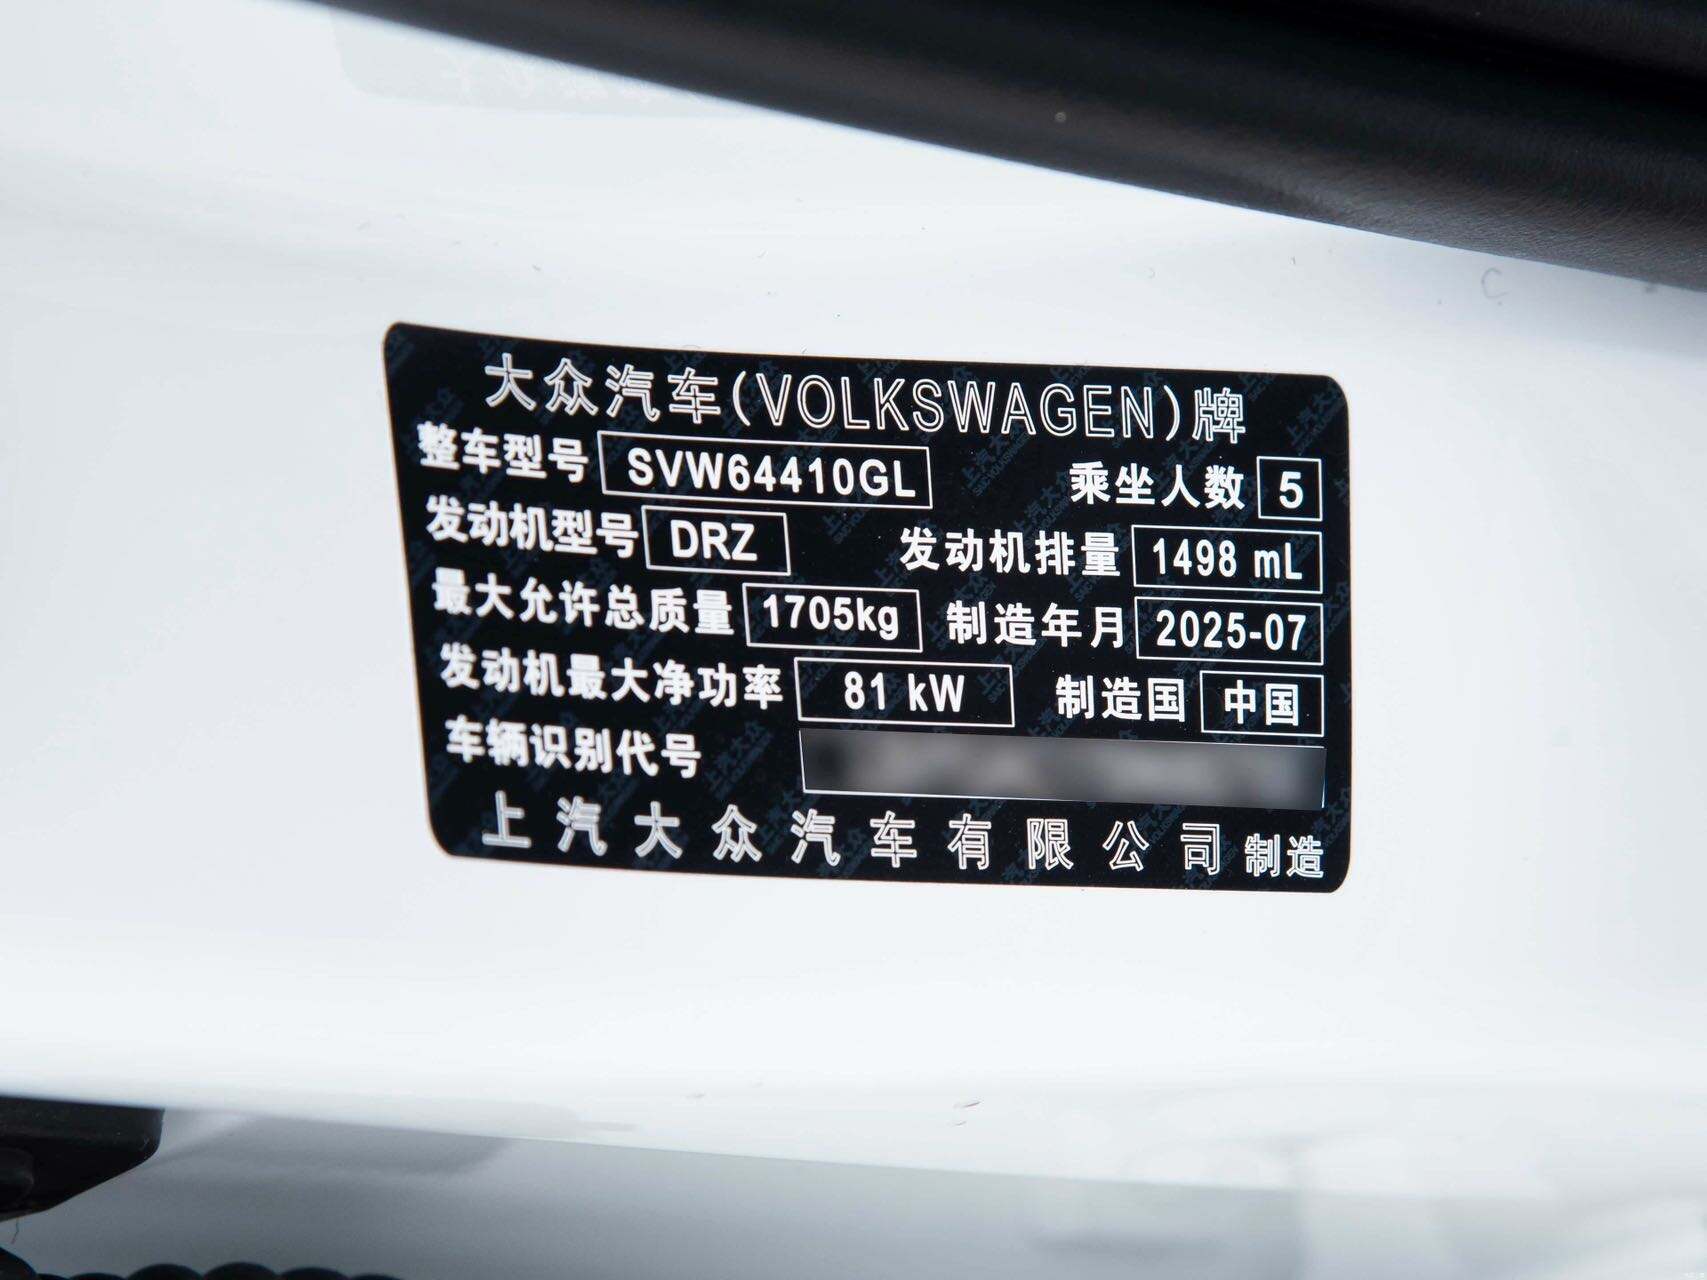 大众汽车(VOLKSWAGEN)牌
整车型号 SVW64410GL 乘坐人数 5
发动机型号 DRZ 发动机排量 1498 mL
最大允许总质量 1705kg 制造年月 2025-07
发动机最大净功率 81 kW 制造国 中国
车辆识别代号
上汽大众汽车有限公司制造